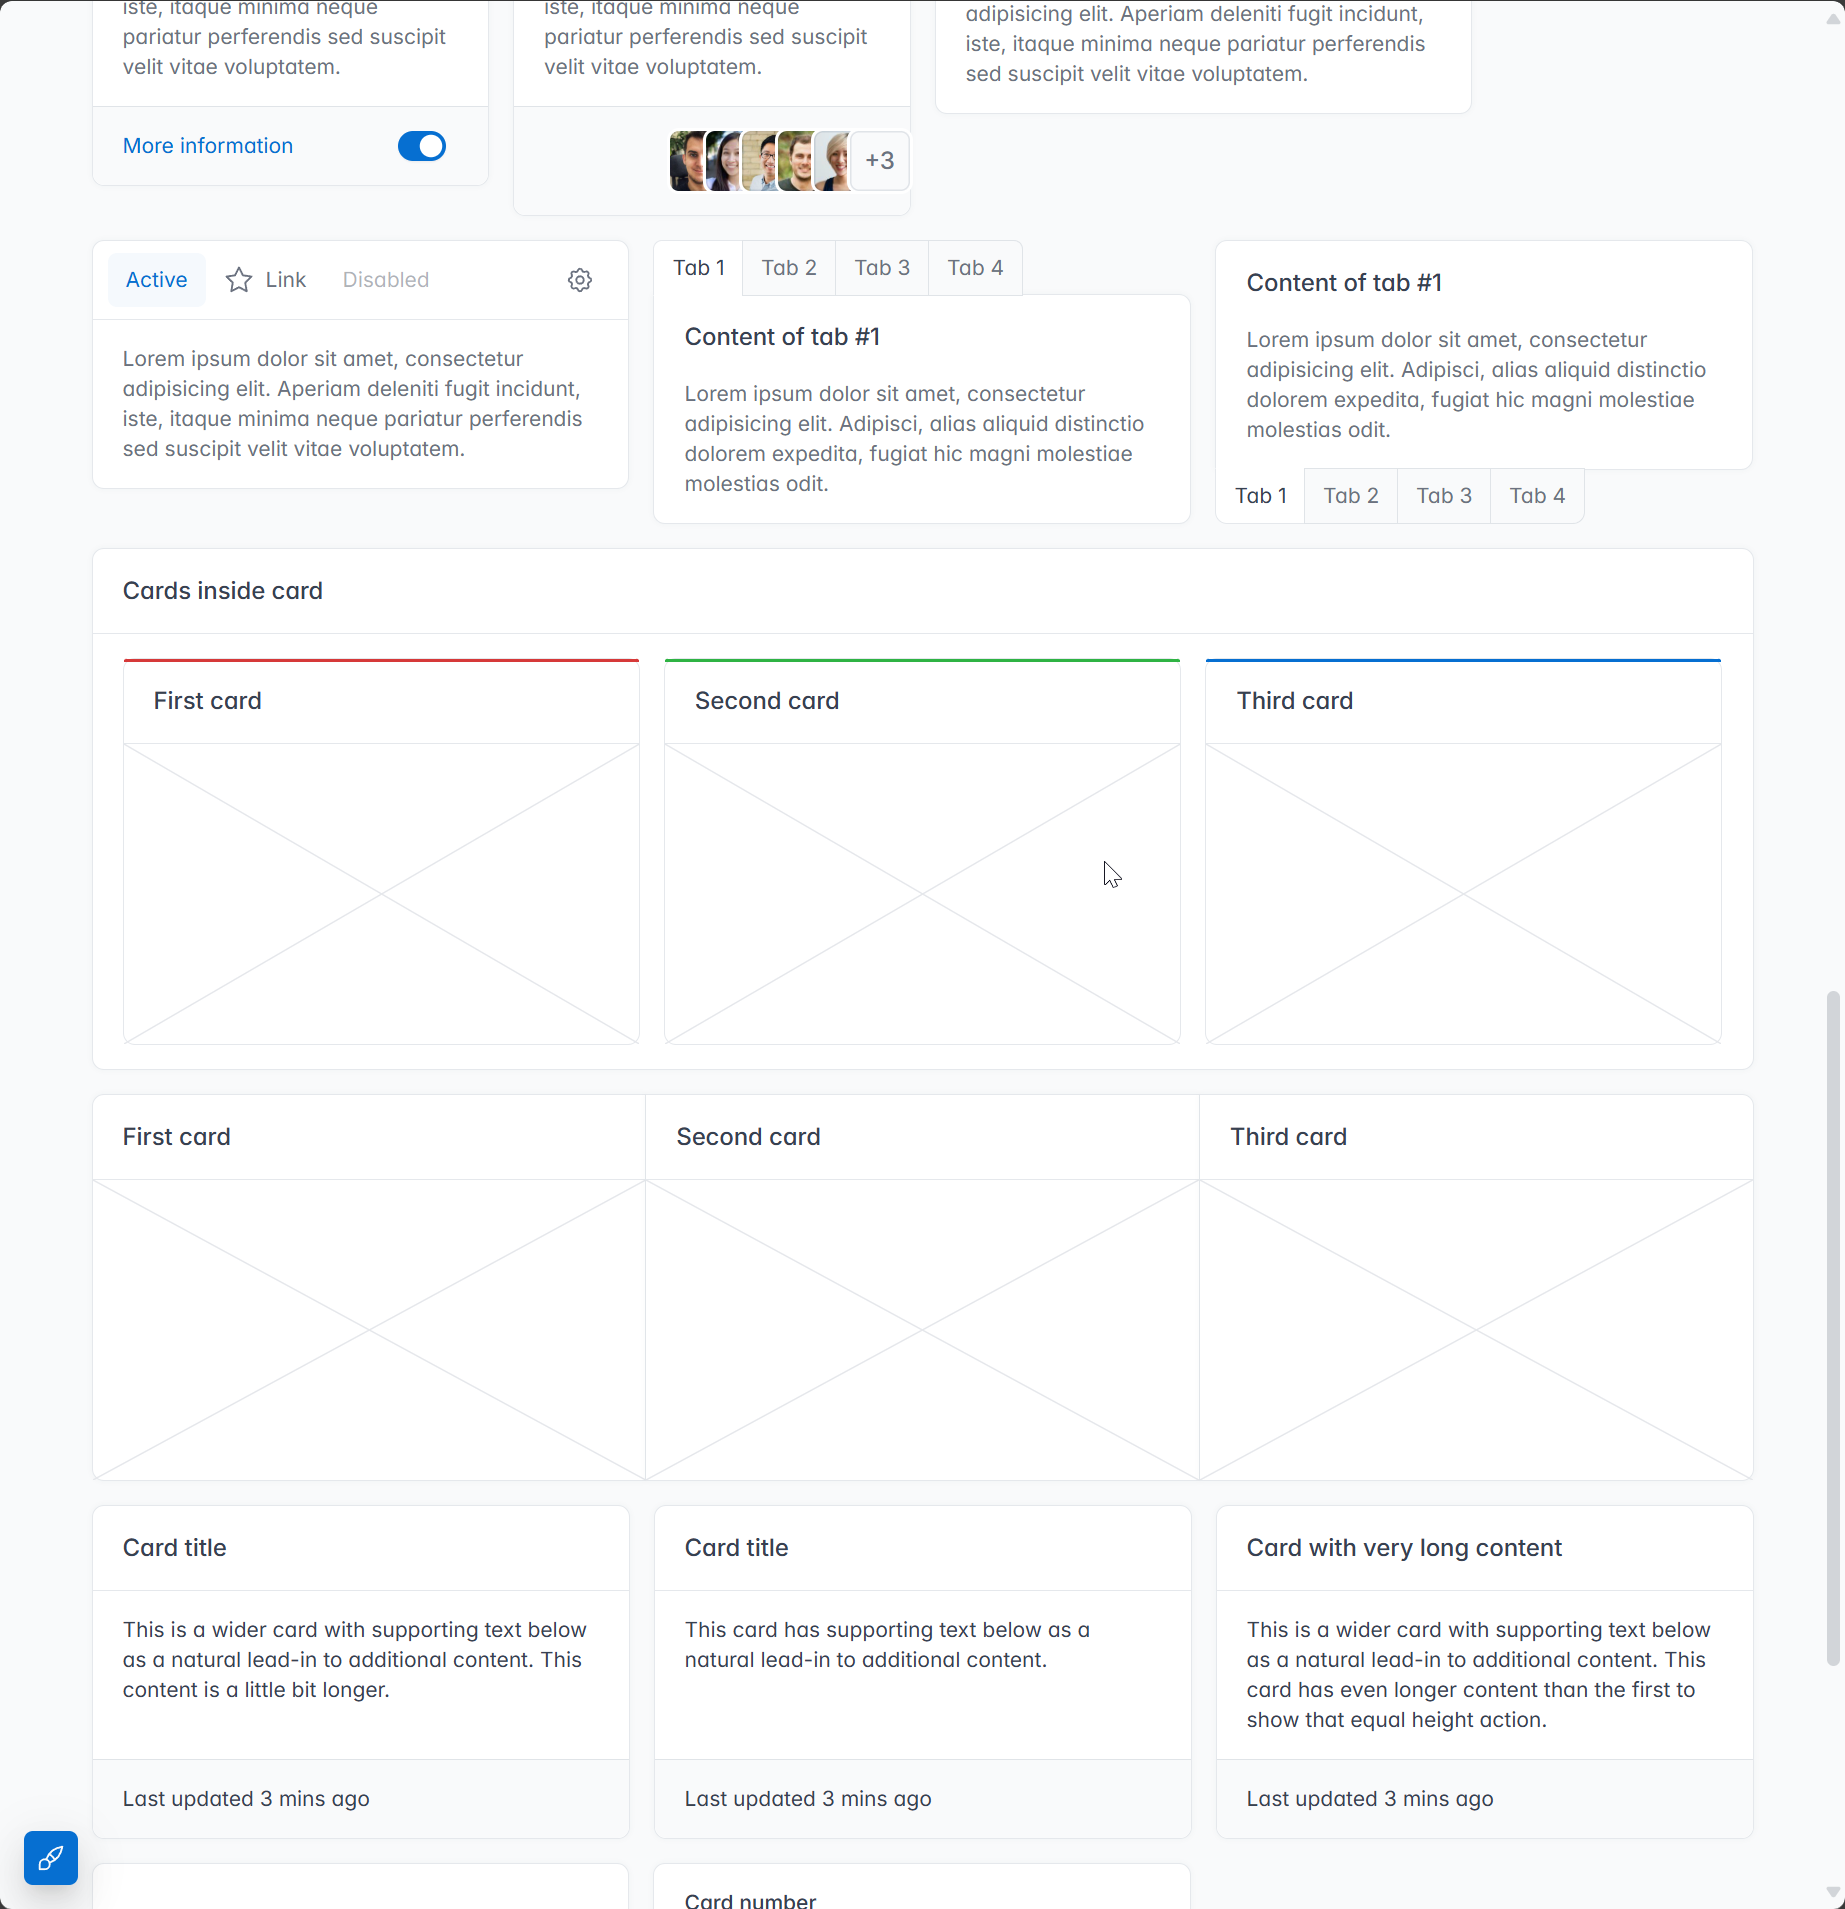 iste, itaque minima neque
pariatur perferendis sed suscipit
velit vitae voluptatem.
More information
iste, itaque minima neque
pariatur perferendis sed suscipit
velit vitae voluptatem.
+3
adipisicing elit. Aperiam deleniti fugit incidunt,
iste, itaque minima neque pariatur perferendis
sed suscipit velit vitae voluptatem.
Active Link Disabled
Lorem ipsum dolor sit amet, consectetur
adipisicing elit. Aperiam deleniti fugit incidunt,
iste, itaque minima neque pariatur perferendis
sed suscipit velit vitae voluptatem.
Tab 1 Tab 2 Tab 3 Tab 4
Content of tab #1
Lorem ipsum dolor sit amet, consectetur
adipisicing elit. Adipisci, alias aliquid distinctio
dolorem expedita, fugiat hic magni molestiae
molestias odit.
Content of tab #1
Lorem ipsum dolor sit amet, consectetur
adipisicing elit. Adipisci, alias aliquid distinctio
dolorem expedita, fugiat hic magni molestiae
molestias odit.
Tab 1 Tab 2 Tab 3 Tab 4
Cards inside card
First card
Second card
Third card
First card
Second card
Third card
Card title
This is a wider card with supporting text below
as a natural lead-in to additional content. This
content is a little bit longer.
Last updated 3 mins ago
Card title
This card has supporting text below as a
natural lead-in to additional content.
Last updated 3 mins ago
Card with very long content
This is a wider card with supporting text below
as a natural lead-in to additional content. This
card has even longer content than the first to
show that equal height action.
Last updated 3 mins ago
Card number